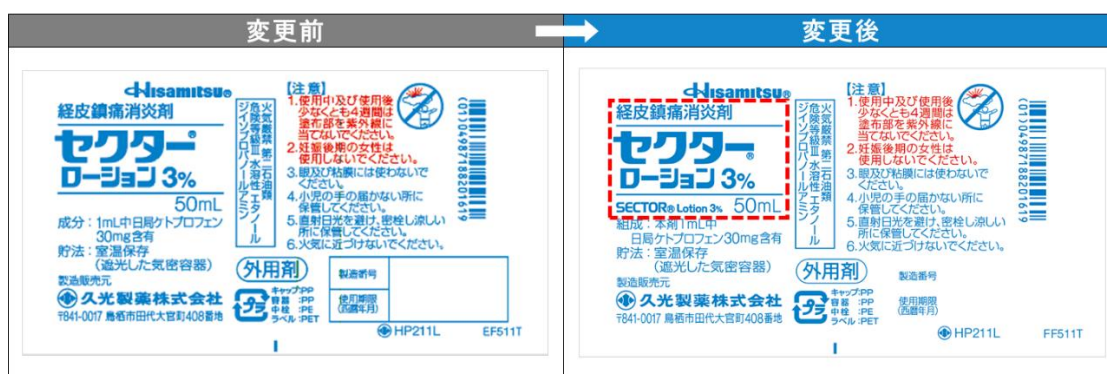 変更前
変更後
Hisamitsu®
経皮鎮痛消炎剤
セクター®
ローション 3%
50mL
成分：1mL中日局ケトプロフェン
30mg含有
貯法：室温保存
(遮光した気密容器)
製造販売元
久光製薬株式会社
〒841-0017 鳥栖市田代大官町408番地
火気厳禁 第二石油類
危険等級Ⅲ 水溶性 エタノール
ジイソプロパノールアミン
外用剤
プラ
キャップ:PP
容器 :PP
中栓 :PE
ラベル :PET
【注意】
1.使用中及び使用後
少なくとも4週間は
塗布部を紫外線に
当てないでください。
2.妊娠後期の女性は
使用しないでください。
3.眼及び粘膜には使わないで
ください。
4.小児の手の届かない所に
保管してください。
5.直射日光を避け、密栓し涼しい
所に保管してください。
6.火気に近づけないでください。
製造番号
使用期限
(西暦年月)
HP211L
EF511T
(01)04987188201619
Hisamitsu®
経皮鎮痛消炎剤
セクター®
ローション 3%
SECTOR® Lotion 3% 50mL
組成：本剤1mL中
日局ケトプロフェン30mg含有
貯法：室温保存
(遮光した気密容器)
製造販売元
久光製薬株式会社
〒841-0017 鳥栖市田代大官町408番地
火気厳禁 第二石油類
危険等級Ⅲ 水溶性 エタノール
ジイソプロパノールアミン
外用剤
プラ
キャップ:PP
容器 :PP
中栓 :PE
ラベル :PET
【注意】
1.使用中及び使用後
少なくとも4週間は
塗布部を紫外線に
当てないでください。
2.妊娠後期の女性は
使用しないでください。
3.眼及び粘膜には使わないで
ください。
4.小児の手の届かない所に
保管してください。
5.直射日光を避け、密栓し涼しい
所に保管してください。
6.火気に近づけないでください。
製造番号
使用期限
(西暦年月)
HP211L
FF511T
(01)04987188201619